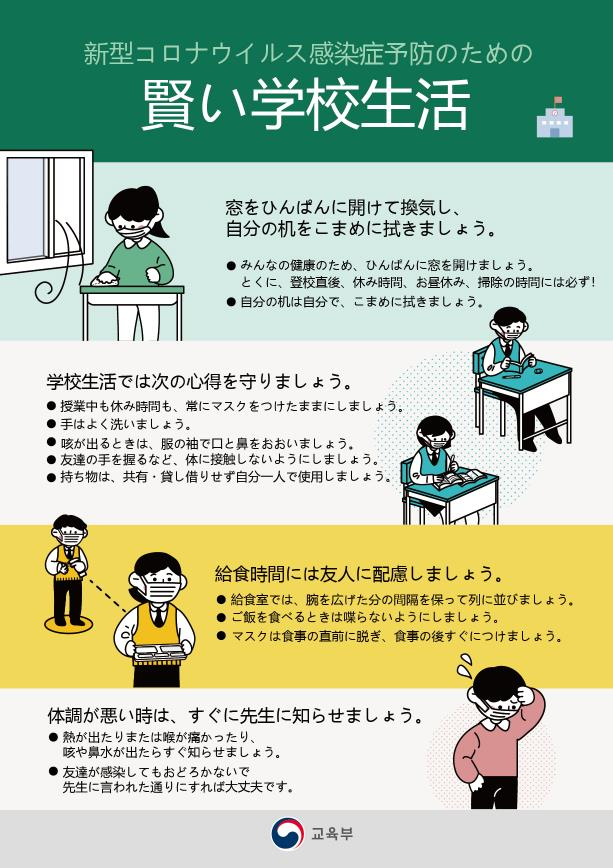 新型コロナウイルス感染症予防のための
賢い学校生活
窓をひんぱんに開けて換気し、
自分の机をこまめに拭きましょう。
● みんなの健康のため、ひんぱんに窓を開けましょう。
とくに、登校直後、休み時間、お昼休み、掃除の時間には必ず!
● 自分の机は自分で、こまめに拭きましょう。
学校生活では次の心得を守りましょう。
● 授業中も休み時間も、常にマスクをつけたままにしましょう。
● 手はよく洗いましょう。
● 咳が出るときは、服の袖で口と鼻をおおいましょう。
● 友達の手を握るなど、体に接触しないようにしましょう。
● 持ち物は、共有・貸し借りせず自分一人で使用しましょう。
給食時間には友人に配慮しましょう。
● 給食室では、腕を広げた分の間隔を保って列に並びましょう。
● ご飯を食べるときは喋らないようにしましょう。
● マスクは食事の直前に脱ぎ、食事の後すぐにつけましょう。
体調が悪い時は、すぐに先生に知らせましょう。
● 熱が出たりまたは喉が痛かったり、
咳や鼻水が出たらすぐ知らせましょう。
● 友達が感染してもおどろかないで
先生に言われた通りにすれば大丈夫です。
교육부